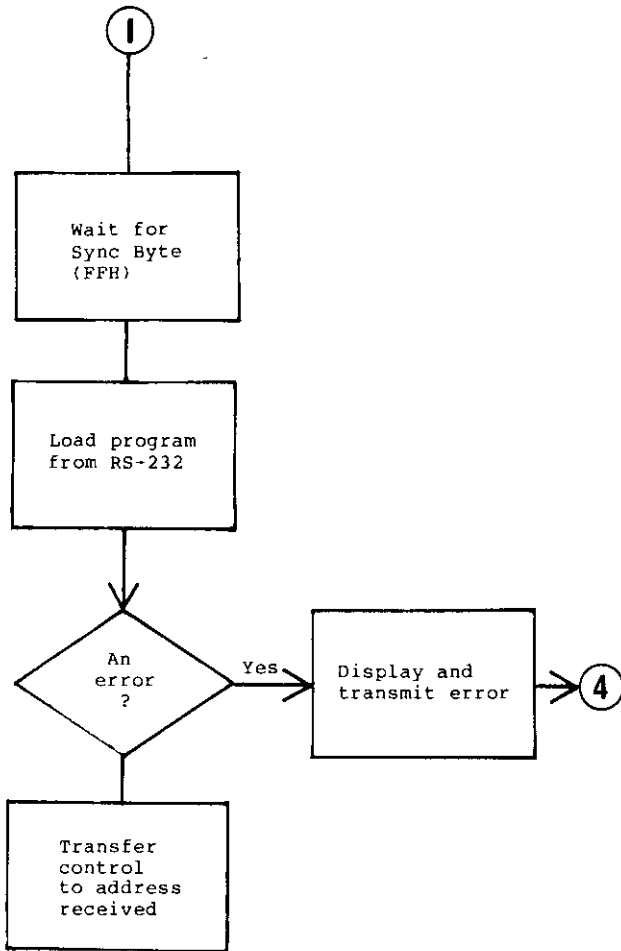 1
Wait for
Sync Byte
(FFH)
Load program
from RS-232
An
error
?
Yes
Display and
transmit error
4
Transfer
control
to address
received